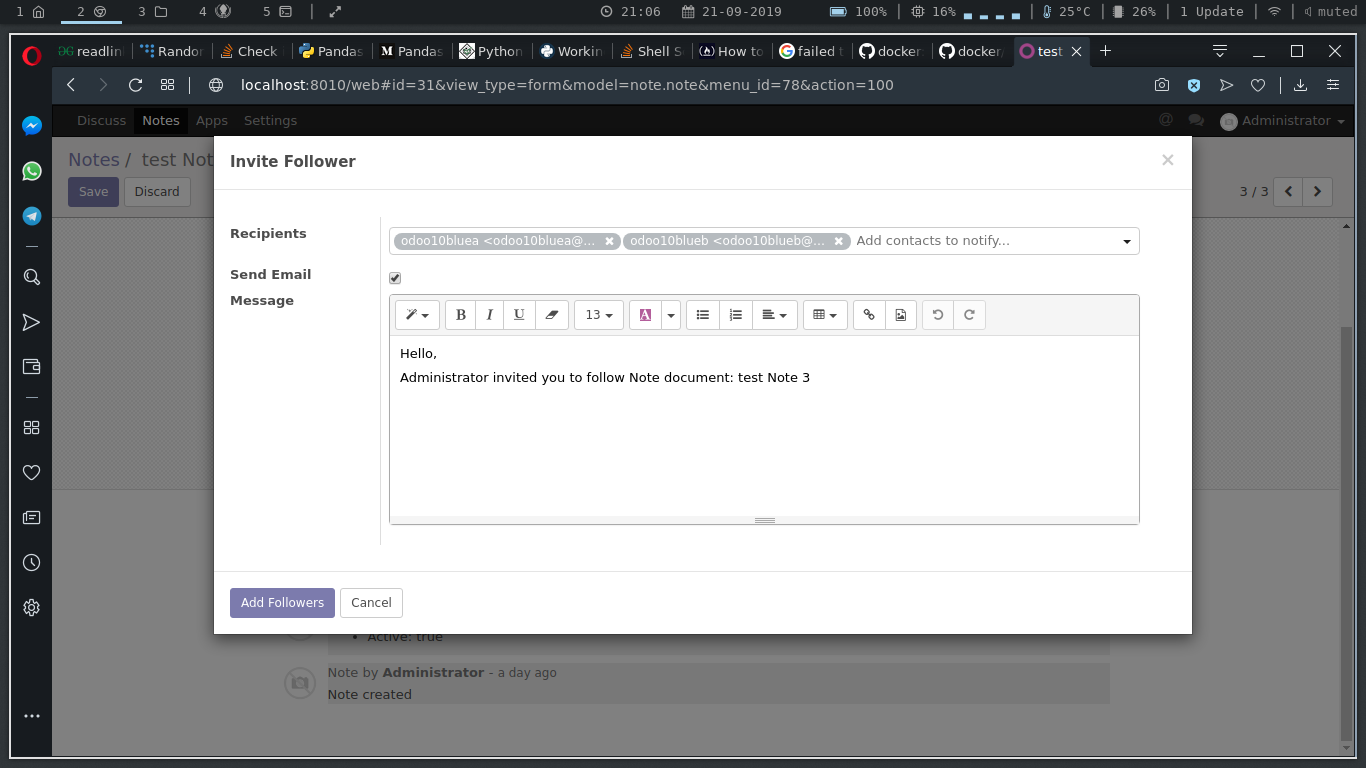 1 2 3 4 5 21:06 21-09-2019 100% 16% 25°C 26% 1 Update muted
readlin Randor Check Pandas Pandas Python Workin Shell S How to failed t docker docker test
localhost:8010/web#id=31&view_type=form&model=note.note&menu_id=78&action=100
Discuss Notes Apps Settings @ Administrator
Notes / test Not
Save Discard 3 / 3
Invite Follower ×
Recipients odoo10bluea <odoo10bluea@... odoo10blueb <odoo10blueb@... Add contacts to notify...
Send Email
Message
B I U 13 A
Hello,
Administrator invited you to follow Note document: test Note 3
Add Followers Cancel
Active: true
Note by Administrator - a day ago
Note created